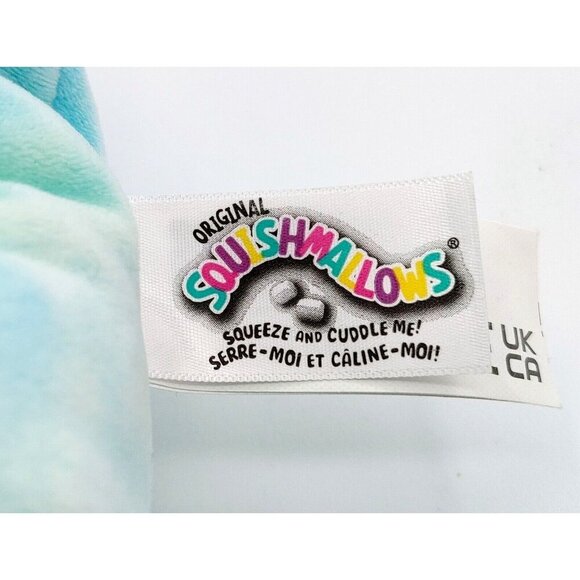 ORIGINAL
SQUISHMALLOWS®
SQUEEZE AND CUDDLE ME!
SERRE-MOI ET CÂLINE-MOI!
UK
CA